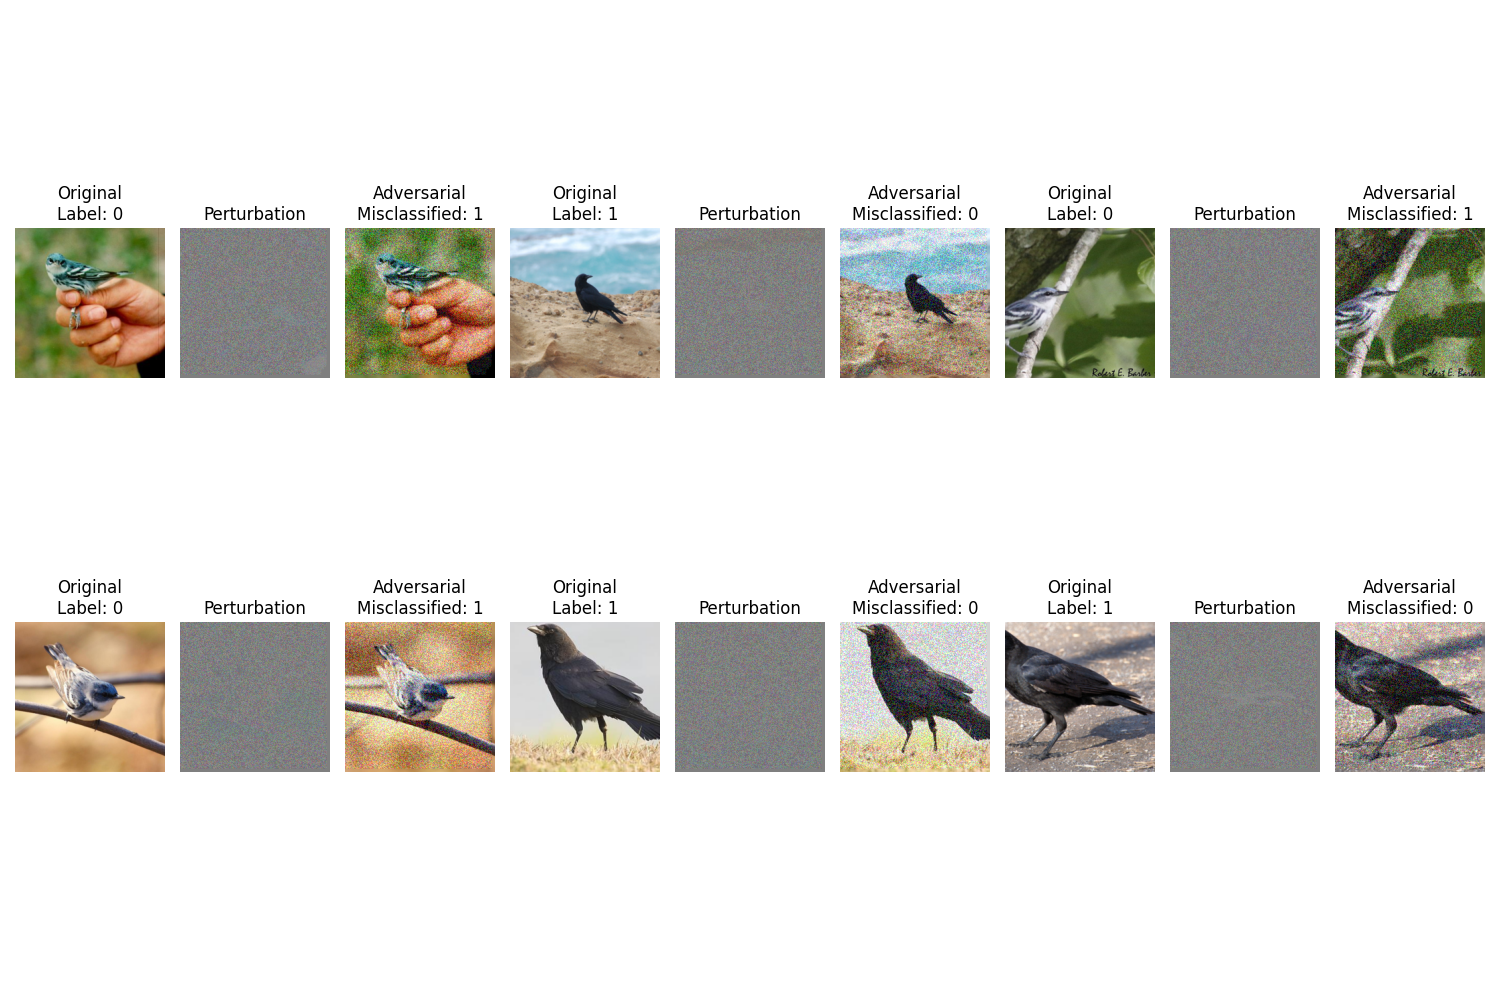 Original
Label: 0
Perturbation
Adversarial
Misclassified: 1
Original
Label: 1
Perturbation
Adversarial
Misclassified: 0
Original
Label: 0
Perturbation
Adversarial
Misclassified: 1
Robert E. Barber
Robert E. Barber
Original
Label: 0
Perturbation
Adversarial
Misclassified: 1
Original
Label: 1
Perturbation
Adversarial
Misclassified: 0
Original
Label: 1
Perturbation
Adversarial
Misclassified: 0